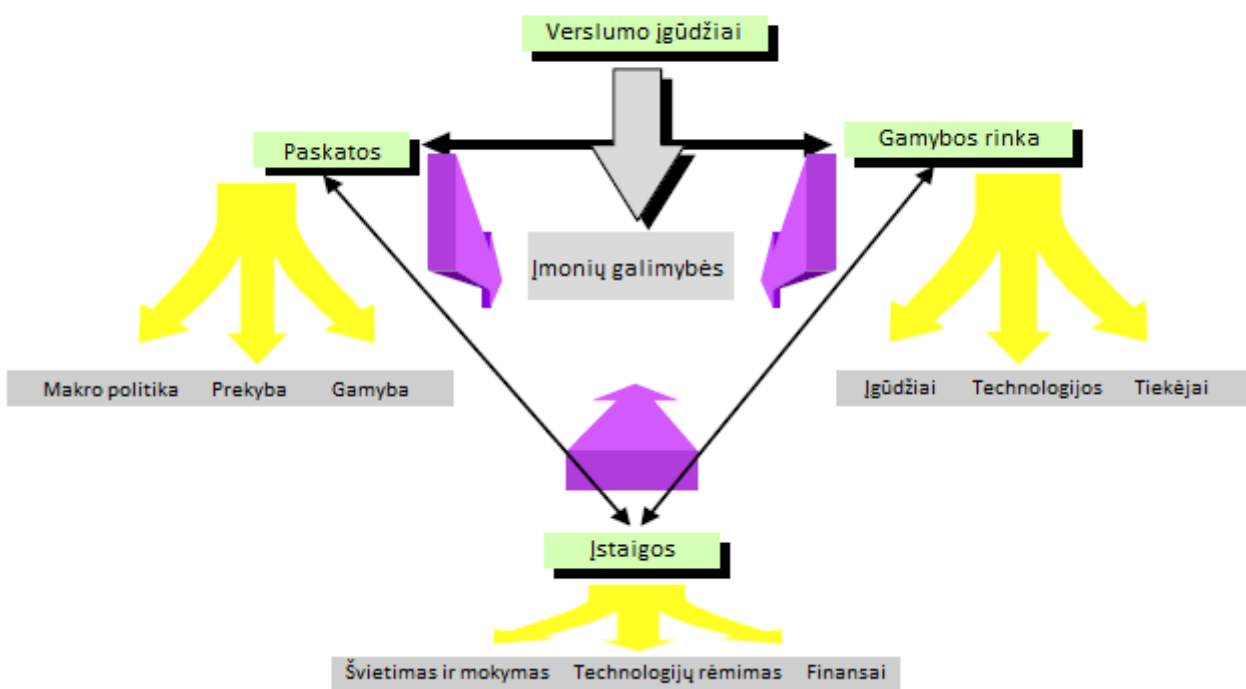 Verslumo įgūdžiai
Paskatos
Gamybos rinka
Įmonių galimybės
Makro politika Prekyba Gamyba
Įgūdžiai Technologijos Tiekėjai
Įstaigos
Švietimas ir mokymas Technologijų rėmimas Finansai